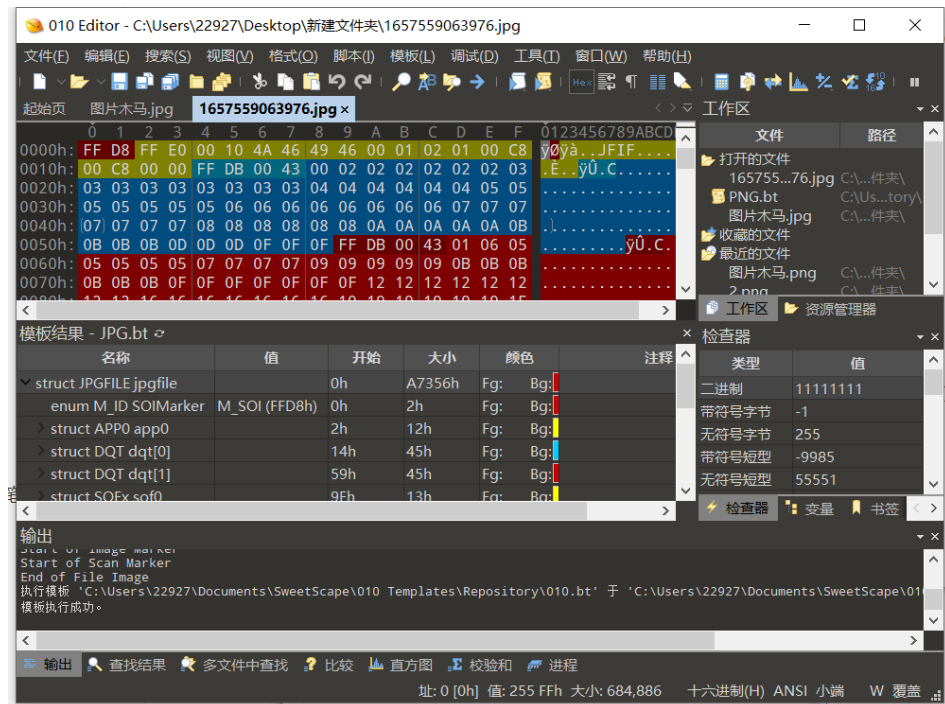 010 Editor - C:\Users\22927\Desktop\新建文件夹\1657559063976.jpg
文件(F) 编辑(E) 搜索(S) 视图(V) 格式(O) 脚本(I) 模板(L) 调试(D) 工具(T) 窗口(W) 帮助(H)
Hex
起始页 图片木马.jpg 1657559063976.jpg ×
0 1 2 3 4 5 6 7 8 9 A B C D E F 0123456789ABCD
0000h: FF D8 FF E0 00 10 4A 46 49 46 00 01 02 01 00 C8 ÿØÿà..JFIF....
0010h: 00 C8 00 00 FF DB 00 43 00 02 02 02 02 02 02 03 .È..ÿÛ.C......
0020h: 03 03 03 03 03 03 03 03 04 04 04 04 04 04 05 05 ..............
0030h: 05 05 05 05 05 06 06 06 06 06 06 06 06 07 07 07 ..............
0040h: 07 07 07 07 08 08 08 08 08 08 0A 0A 0A 0A 0A 0B ..............
0050h: 0B 0B 0B 0D 0D 0D 0F 0F 0F FF DB 00 43 01 06 05 .........ÿÛ.C.
0060h: 05 05 05 05 07 07 07 07 09 09 09 09 09 0B 0B 0B ..............
0070h: 0B 0B 0B 0F 0F 0F 0F 0F 0F 0F 12 12 12 12 12 12 ..............
工作区
文件 路径
打开的文件
165755...76.jpg C:\...件夹\
PNG.bt C:\Us...tory\
图片木马.jpg C:\...件夹\
收藏的文件
最近的文件
图片木马.png C:\...件夹\
2.png
工作区 资源管理器
模板结果 - JPG.bt
名称 值 开始 大小 颜色 注释
struct JPGFILE jpgfile 0h A7356h Fg: Bg:
enum M_ID SOIMarker M_SOI (FFD8h) 0h 2h Fg: Bg:
struct APP0 app0 2h 12h Fg: Bg:
struct DQT dqt[0] 14h 45h Fg: Bg:
struct DQT dqt[1] 59h 45h Fg: Bg:
struct SOFx sof0 9Eh 13h Fg: Bg:
检查器
类型 值
二进制 11111111
带符号字节 -1
无符号字节 255
带符号短型 -9985
无符号短型 55551
检查器 变量 书签
输出
Start of Image marker
Start of Scan Marker
End of File Image
执行模板 'C:\Users\22927\Documents\SweetScape\010 Templates\Repository\010.bt' 于 'C:\Users\22927\Documents\SweetScape\01
模板执行成功。
输出 查找结果 多文件中查找 比较 直方图 校验和 进程
址: 0 [0h] 值: 255 FFh 大小: 684,886 十六进制(H) ANSI 小端 W 覆盖